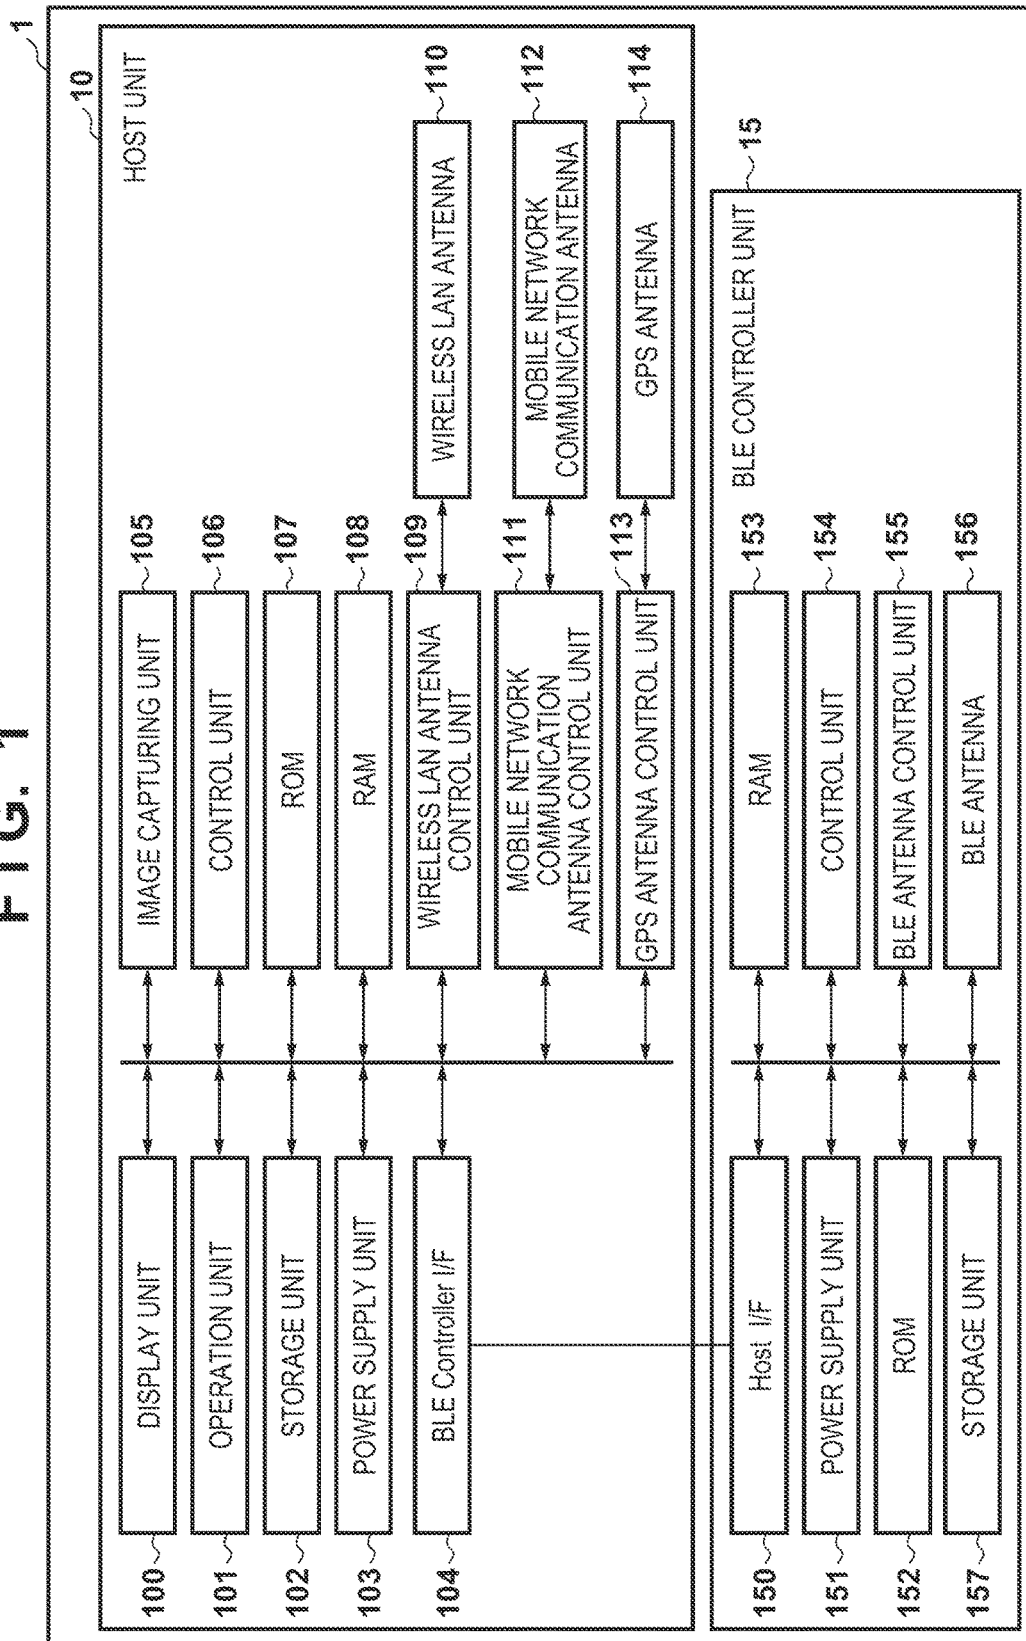 FIG. 1
1
10
HOST UNIT
100
DISPLAY UNIT
101
OPERATION UNIT
102
STORAGE UNIT
103
POWER SUPPLY UNIT
104
BLE Controller I/F
IMAGE CAPTURING UNIT
105
CONTROL UNIT
106
ROM
107
RAM
108
WIRELESS LAN ANTENNA
CONTROL UNIT
109
WIRELESS LAN ANTENNA
110
MOBILE NETWORK
COMMUNICATION
ANTENNA CONTROL UNIT
111
MOBILE NETWORK
COMMUNICATION ANTENNA
112
GPS ANTENNA CONTROL UNIT
113
GPS ANTENNA
114
15
BLE CONTROLLER UNIT
150
Host I/F
151
POWER SUPPLY UNIT
152
ROM
157
STORAGE UNIT
RAM
153
CONTROL UNIT
154
BLE ANTENNA CONTROL UNIT
155
BLE ANTENNA
156